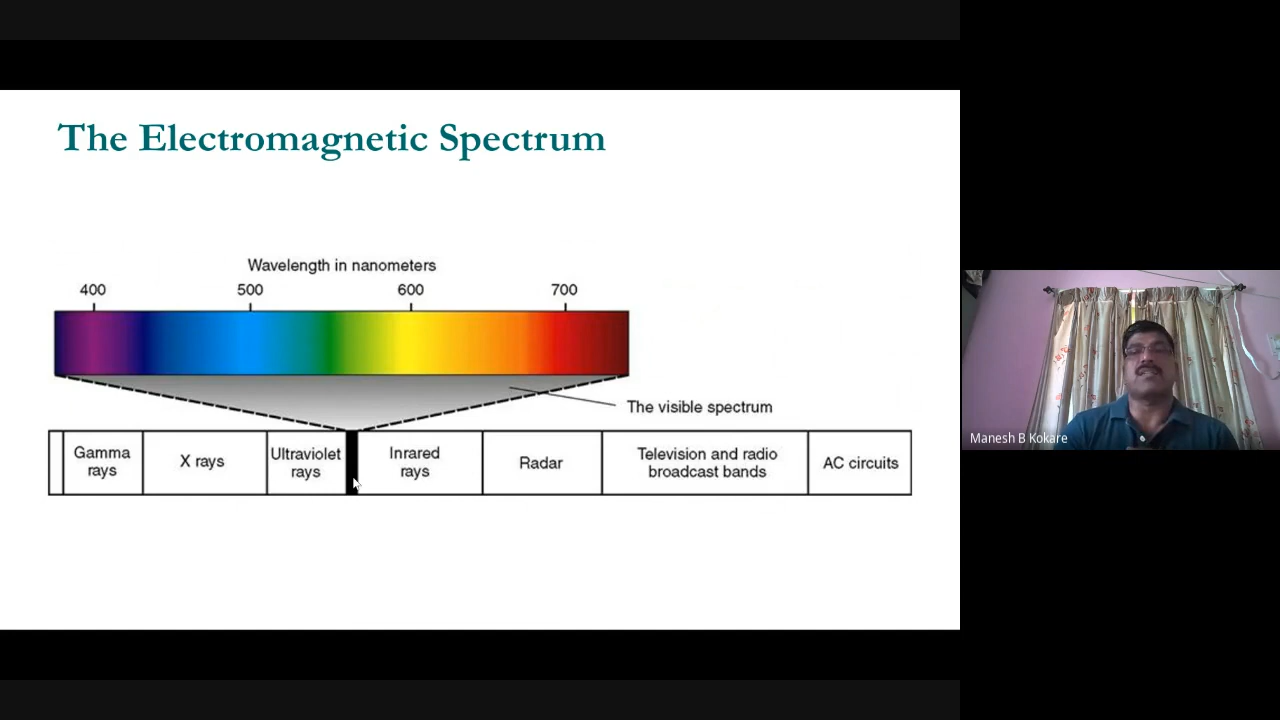 The Electromagnetic Spectrum
Wavelength in nanometers
400 500 600 700
The visible spectrum
Gamma rays
X rays
Ultraviolet rays
Inrared rays
Radar
Television and radio broadcast bands
AC circuits
Manesh B Kokare